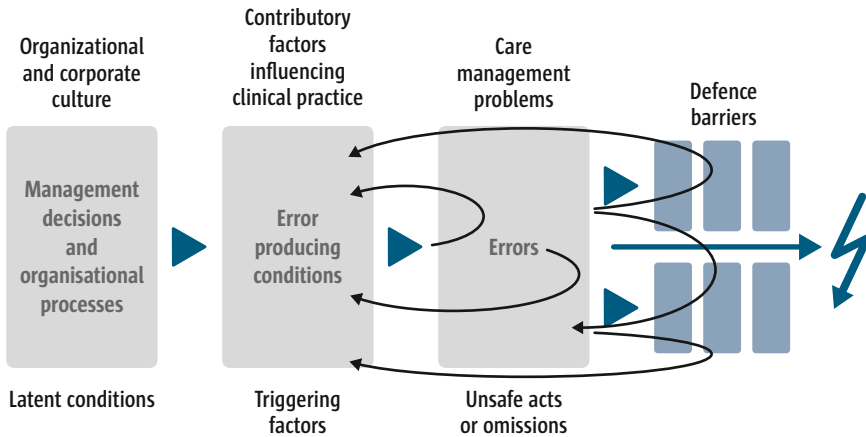 Organizational
and corporate
culture
Contributory
factors
influencing
clinical practice
Care
management
problems
Defence
barriers
Management
decisions
and
organisational
processes
Error
producing
conditions
Errors
Latent conditions
Triggering
factors
Unsafe acts
or omissions